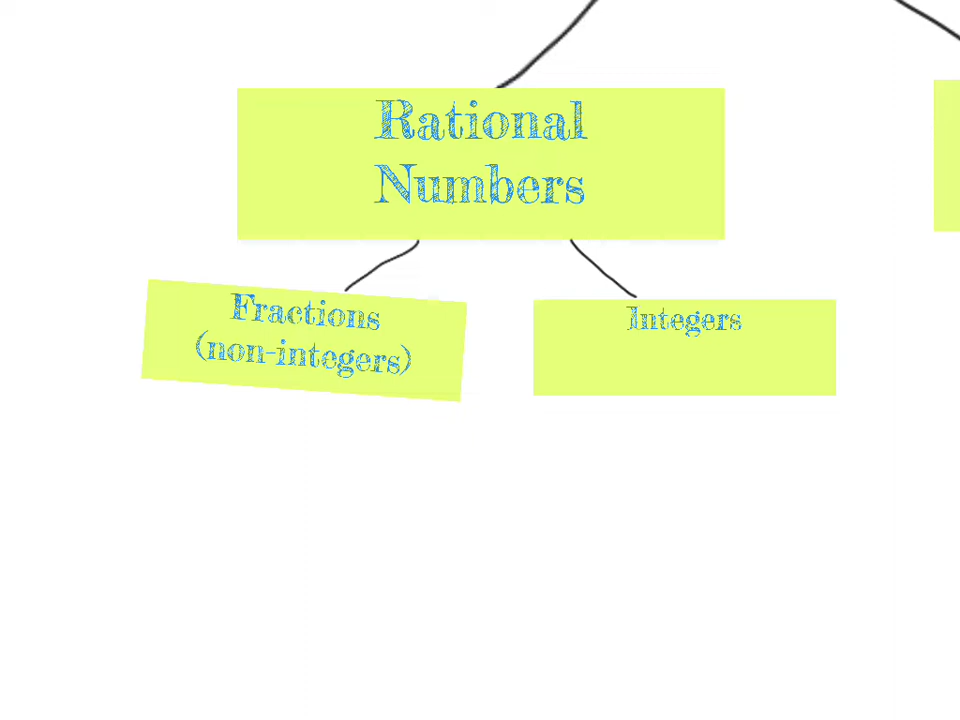 Rational
Numbers
Fractions
(non-integers)
Integers